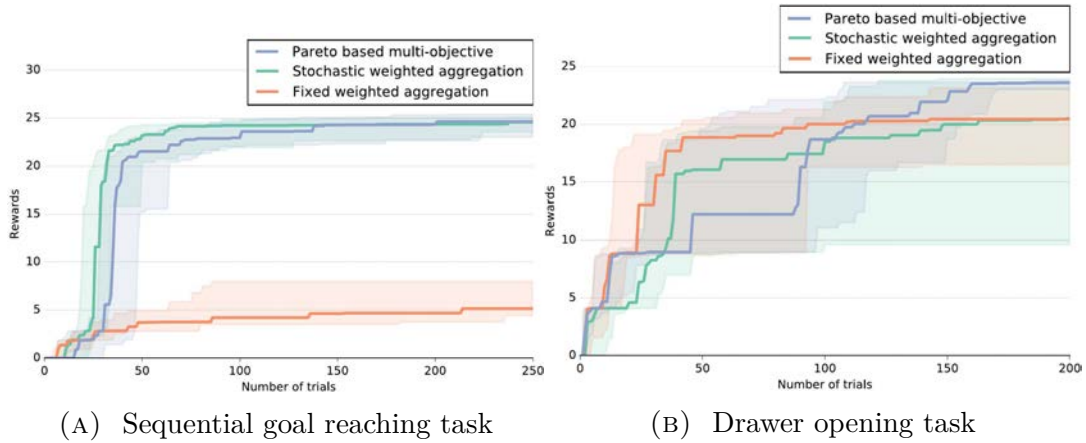 Pareto based multi-objective
Stochastic weighted aggregation
Fixed weighted aggregation
30
25
20
15
10
5
0
Rewards
0 50 100 150 200 250
Number of trials
(A) Sequential goal reaching task
Pareto based multi-objective
Stochastic weighted aggregation
Fixed weighted aggregation
25
20
15
10
5
0
Rewards
0 50 100 150 200
Number of trials
(B) Drawer opening task